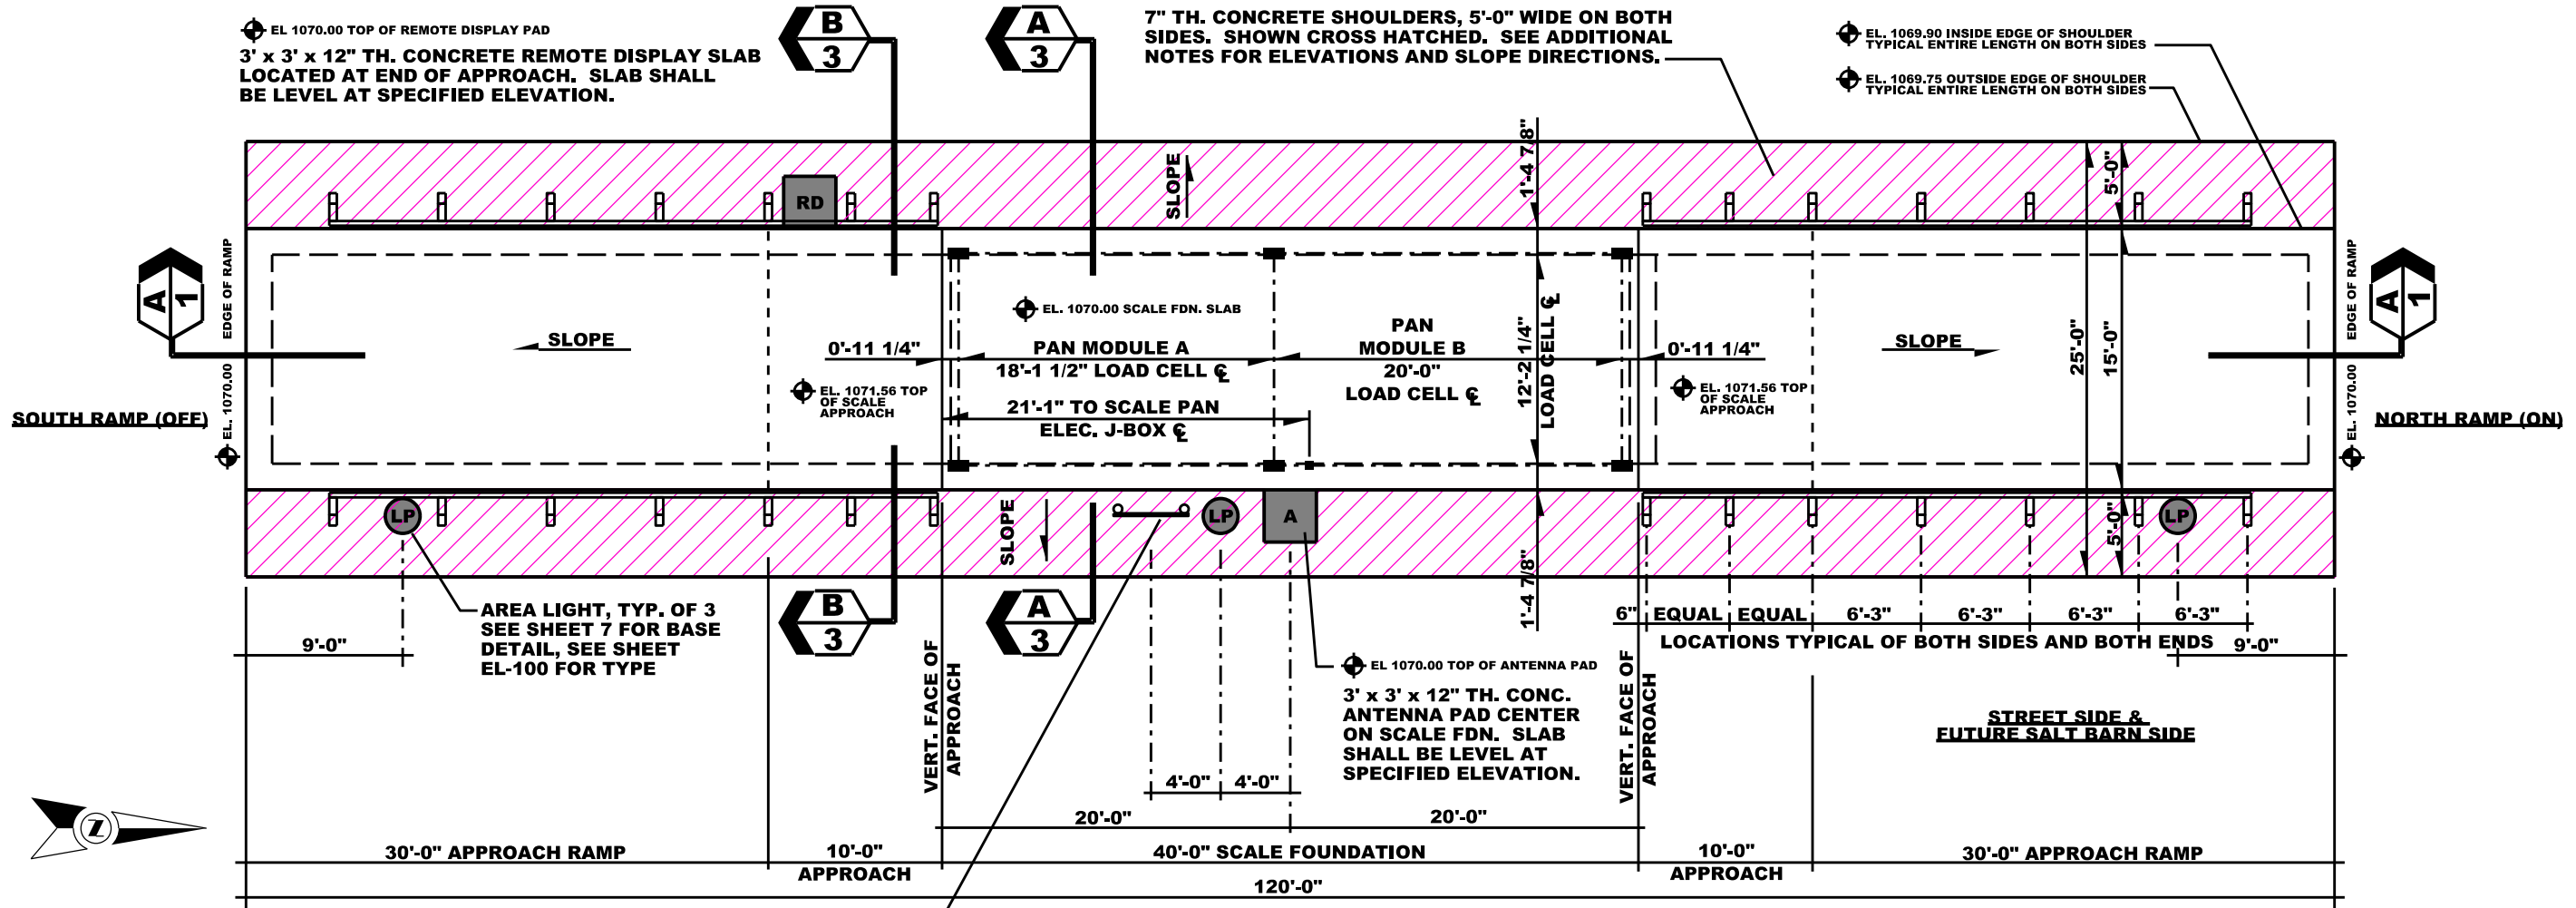 EL 1070.00 TOP OF REMOTE DISPLAY PAD
3' x 3' x 12" TH. CONCRETE REMOTE DISPLAY SLAB
LOCATED AT END OF APPROACH. SLAB SHALL
BE LEVEL AT SPECIFIED ELEVATION.
B
3
A
3
7" TH. CONCRETE SHOULDERS, 5'-0" WIDE ON BOTH
SIDES. SHOWN CROSS HATCHED. SEE ADDITIONAL
NOTES FOR ELEVATIONS AND SLOPE DIRECTIONS.
EL. 1069.90 INSIDE EDGE OF SHOULDER
TYPICAL ENTIRE LENGTH ON BOTH SIDES
EL. 1069.75 OUTSIDE EDGE OF SHOULDER
TYPICAL ENTIRE LENGTH ON BOTH SIDES
RD
SLOPE
1'-4 7/8"
5'-0"
A
1
EDGE OF RAMP
EL. 1070.00
SOUTH RAMP (OFF)
SLOPE
0'-11 1/4"
EL. 1071.56 TOP
OF SCALE
APPROACH
EL. 1070.00 SCALE FDN. SLAB
PAN MODULE A
18'-1 1/2" LOAD CELL ℄
21'-1" TO SCALE PAN
ELEC. J-BOX ℄
PAN
MODULE B
20'-0"
LOAD CELL ℄
12'-2 1/4"
LOAD CELL ℄
0'-11 1/4"
EL. 1071.56 TOP
OF SCALE
APPROACH
SLOPE
25'-0"
15'-0"
EDGE OF RAMP
EL. 1070.00
A
1
NORTH RAMP (ON)
LP
SLOPE
LP
A
1'-4 7/8"
5'-0"
LP
AREA LIGHT, TYP. OF 3
SEE SHEET 7 FOR BASE
DETAIL, SEE SHEET
EL-100 FOR TYPE
9'-0"
B
3
A
3
VERT. FACE OF
APPROACH
EL 1070.00 TOP OF ANTENNA PAD
3' x 3' x 12" TH. CONC.
ANTENNA PAD CENTER
ON SCALE FDN. SLAB
SHALL BE LEVEL AT
SPECIFIED ELEVATION.
VERT. FACE OF
APPROACH
6" EQUAL EQUAL 6'-3" 6'-3" 6'-3" 6'-3"
LOCATIONS TYPICAL OF BOTH SIDES AND BOTH ENDS
9'-0"
STREET SIDE &
FUTURE SALT BARN SIDE
4'-0" 4'-0"
20'-0" 20'-0"
Z
30'-0" APPROACH RAMP
10'-0"
APPROACH
40'-0" SCALE FOUNDATION
10'-0"
APPROACH
30'-0" APPROACH RAMP
120'-0"